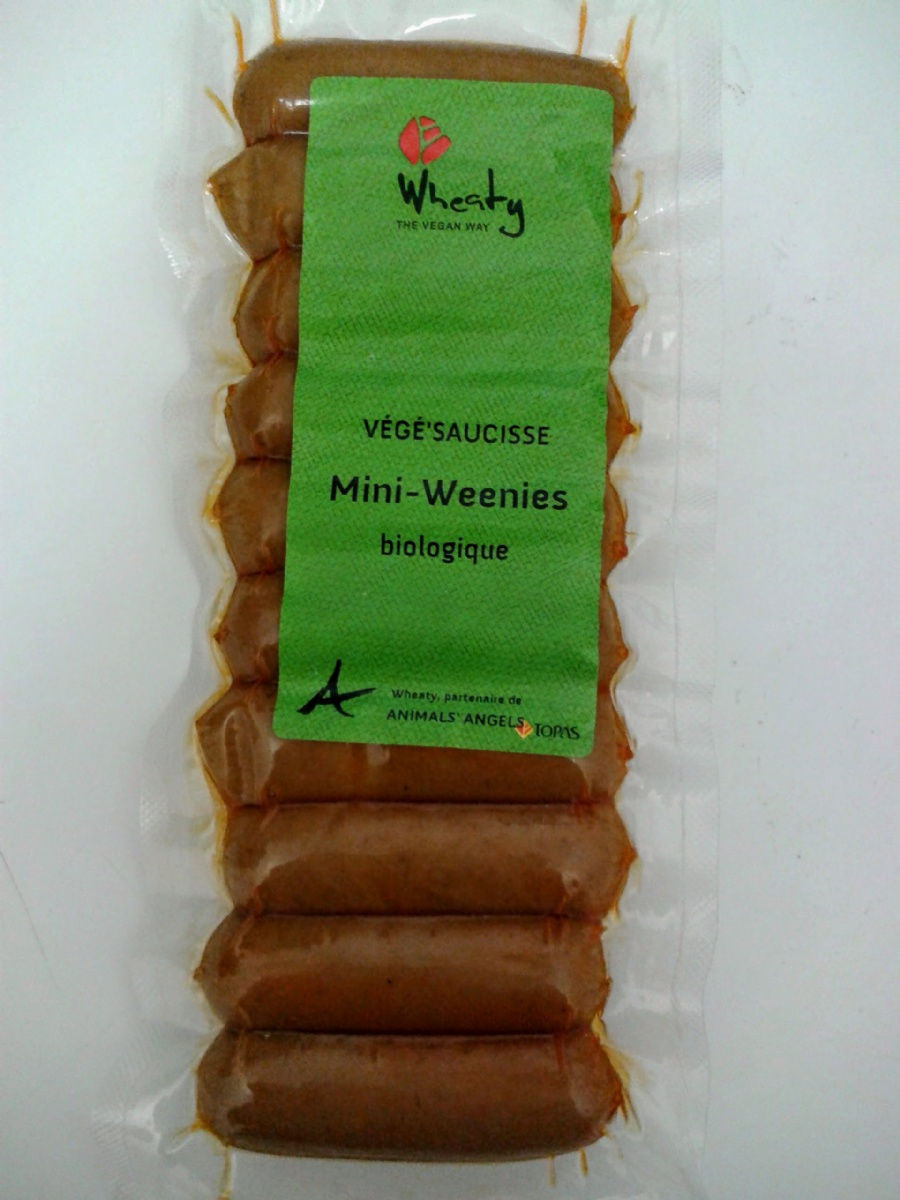 Wheaty
THE VEGAN WAY
VÉGÉ'SAUCISSE
Mini-Weenies
biologique
Wheaty, partenaire de
ANIMALS' ANGELS
TOPAS